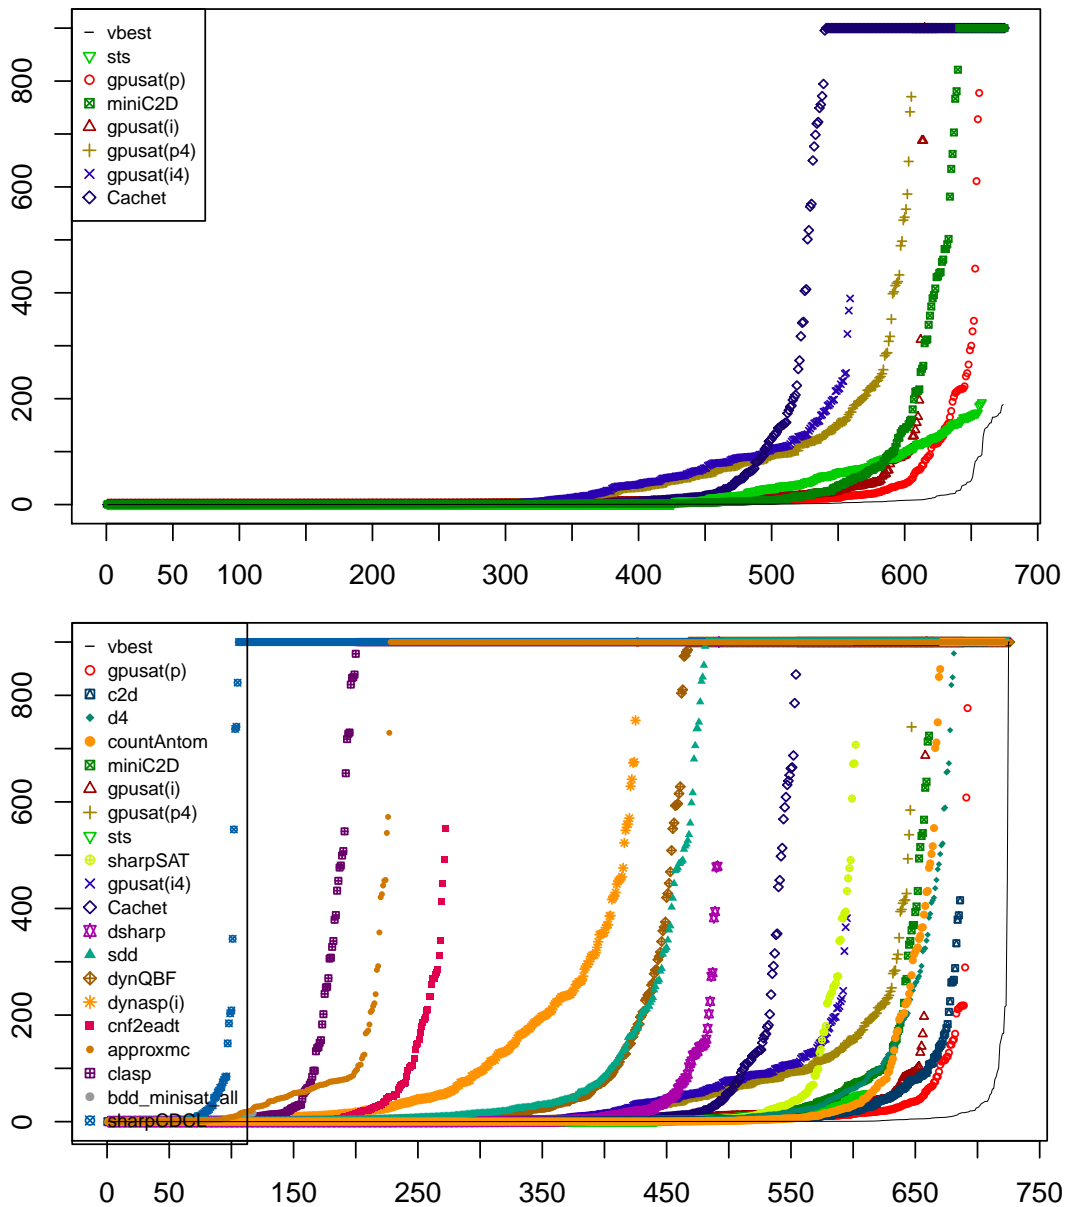 vbest
sts
gpusat(p)
miniC2D
gpusat(i)
gpusat(p4)
gpusat(i4)
Cachet
800
600
400
200
0
0 50 100 200 300 400 500 600 700
vbest
gpusat(p)
c2d
d4
countAntom
miniC2D
gpusat(i)
gpusat(p4)
sts
sharpSAT
gpusat(i4)
Cachet
dsharp
sdd
dynQBF
dynasp(i)
cnf2eadt
approxmc
clasp
bdd_minisat_all
sharpCDCL
800
600
400
200
0
0 50 150 250 350 450 550 650 750